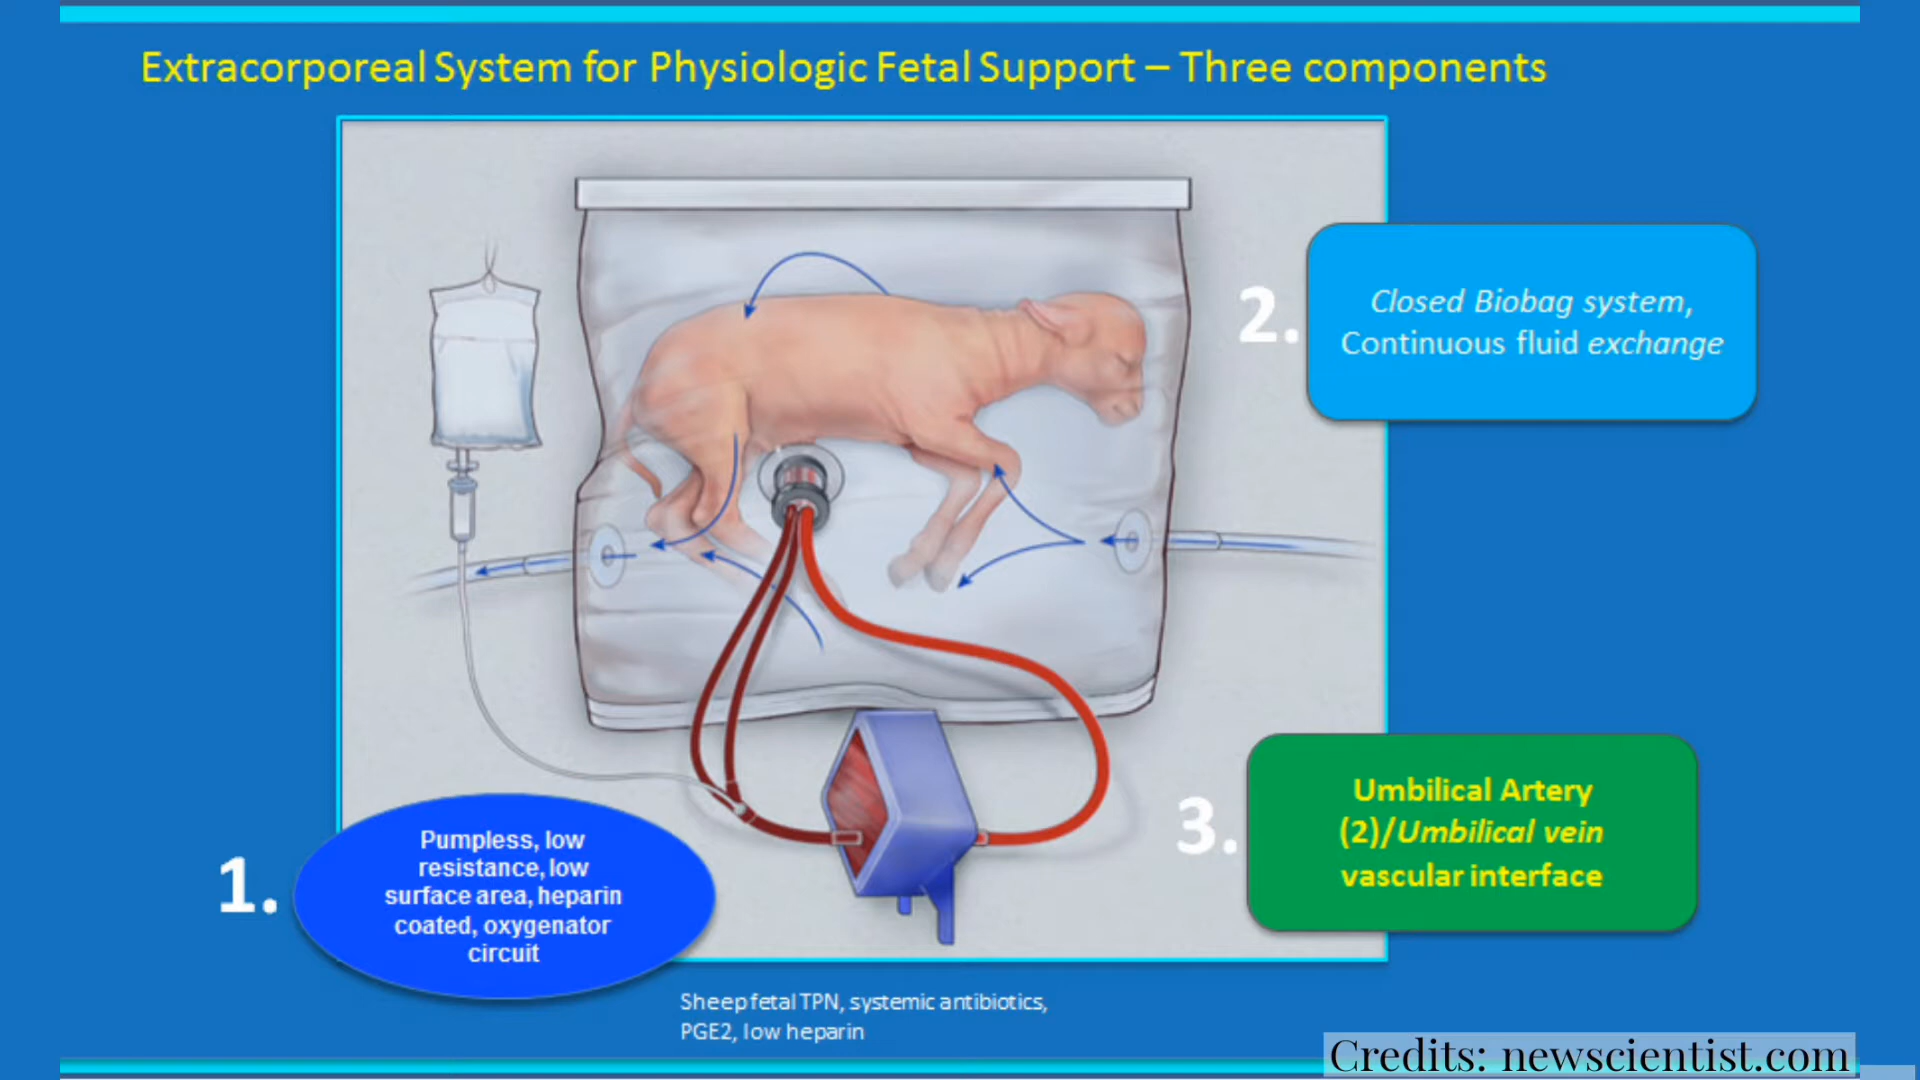 Extracorporeal System for Physiologic Fetal Support – Three components
2.
Closed Biobag system,
Continuous fluid exchange
3.
Umbilical Artery
(2)/Umbilical vein
vascular interface
1.
Pumpless, low
resistance, low
surface area, heparin
coated, oxygenator
circuit
Sheep fetal TPN, systemic antibiotics,
PGE2, low heparin
Credits: newscientist.com